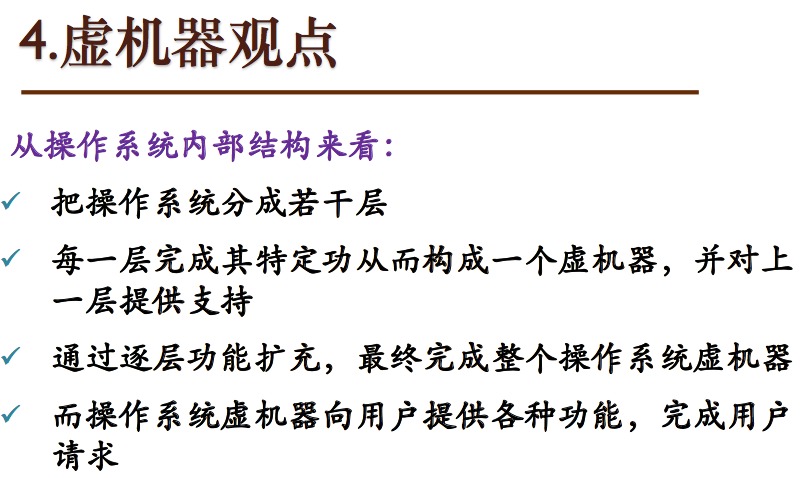 4.虚机器观点
从操作系统内部结构来看：
✓ 把操作系统分成若干层
✓ 每一层完成其特定功从而构成一个虚机器，并对上
一层提供支持
✓ 通过逐层功能扩充，最终完成整个操作系统虚机器
✓ 而操作系统虚机器向用户提供各种功能，完成用户
请求